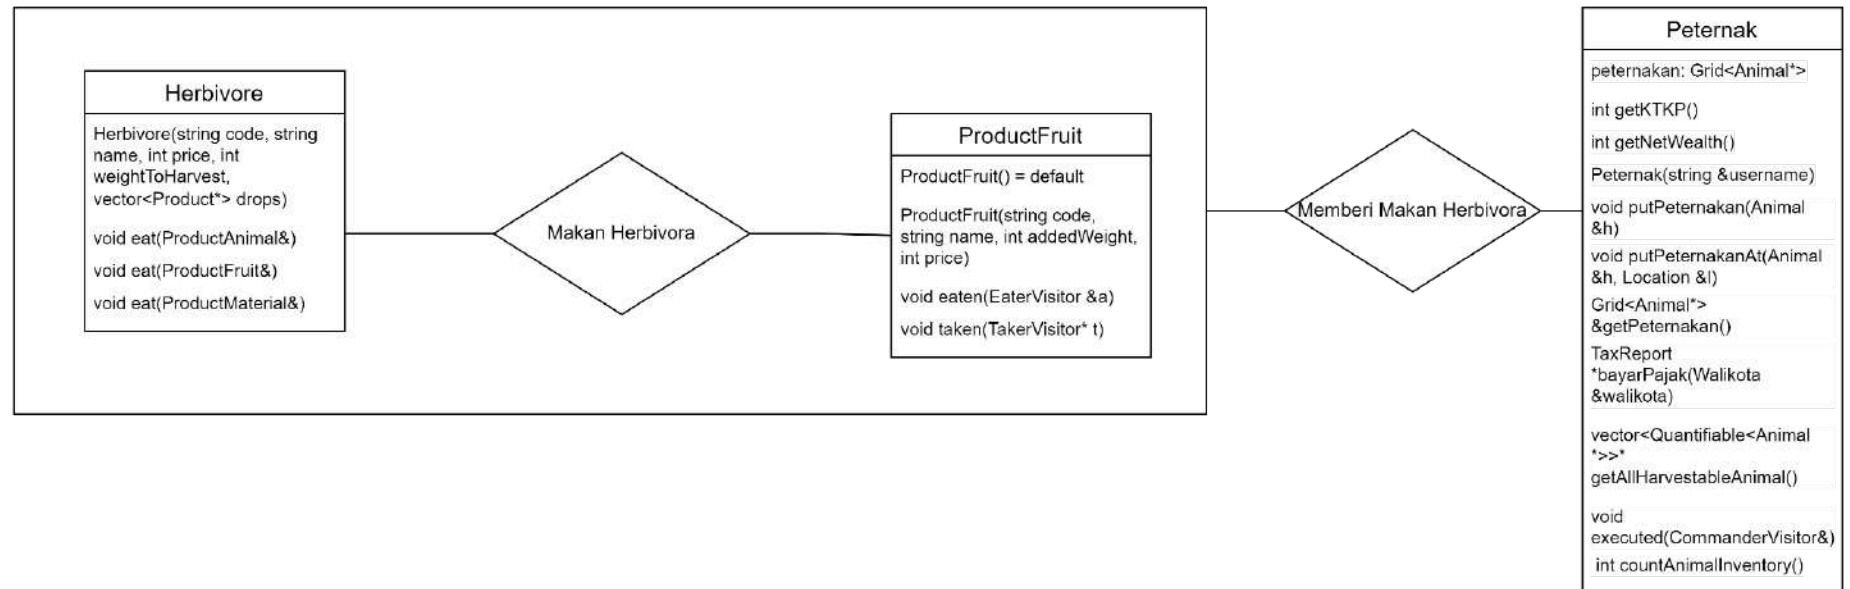 Herbivore
Herbivore(string code, string
name, int price, int
weightToHarvest,
vector<Product*> drops)
void eat(ProductAnimal&)
void eat(ProductFruit&)
void eat(ProductMaterial&)
Makan Herbivora
ProductFruit
ProductFruit() = default
ProductFruit(string code,
string name, int addedWeight,
int price)
void eaten(EaterVisitor &a)
void taken(TakerVisitor* t)
Memberi Makan Herbivora
Peternak
peternakan: Grid<Animal*>
int getKTKP()
int getNetWealth()
Peternak(string &username)
void putPeternakan(Animal
&h)
void putPeternakanAt(Animal
&h, Location &l)
Grid<Animal*>
&getPeternakan()
TaxReport
*bayarPajak(Walikota
&walikota)
vector<Quantifiable<Animal
*>>*
getAllHarvestableAnimal()
void
executed(CommanderVisitor&)
int countAnimalInventory()